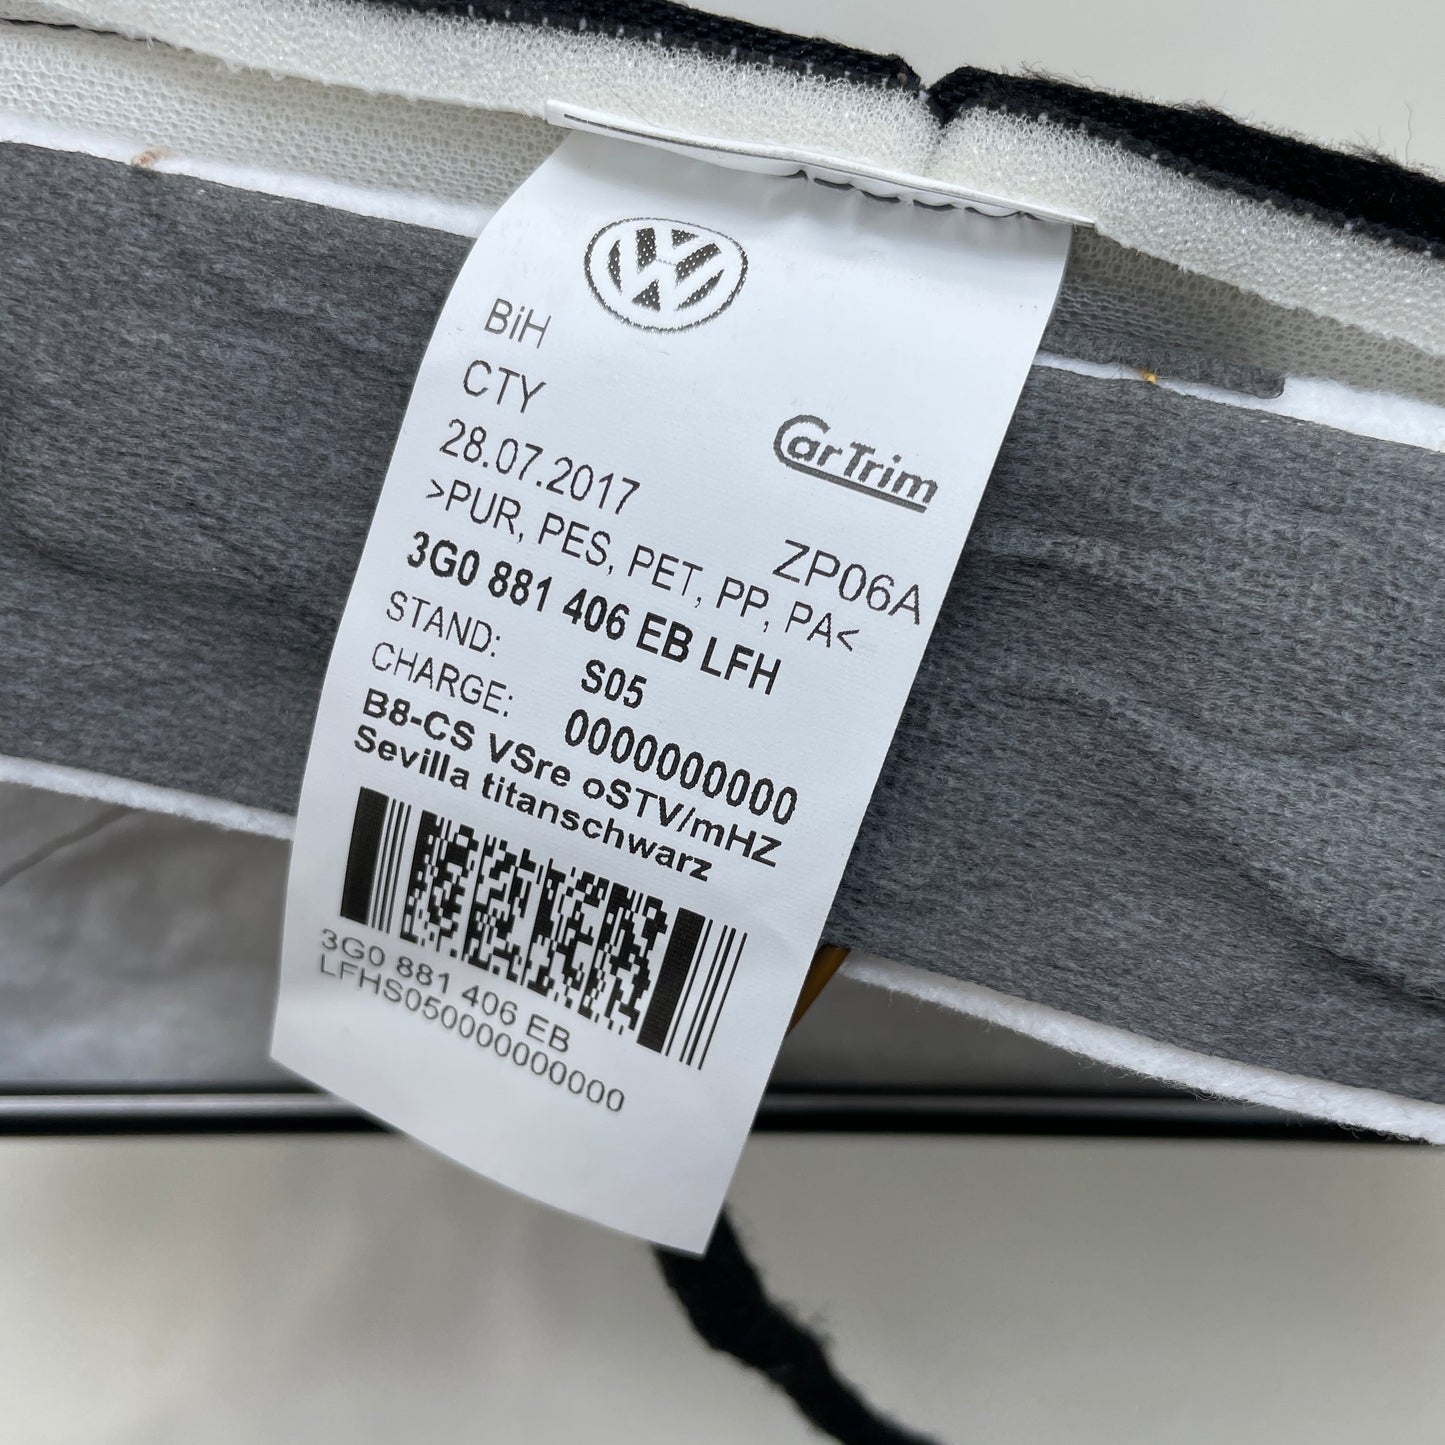 BiH
CTY
28.07.2017
CarTrim
ZP06A
>PUR, PES, PET, PP, PA<
3G0 881 406 EB LFH
STAND: S05
CHARGE: 0000000000
B8-CS VSre oSTV/mHZ
Sevilla titanschwarz
3G0 881 406 EB
LFHS050000000000